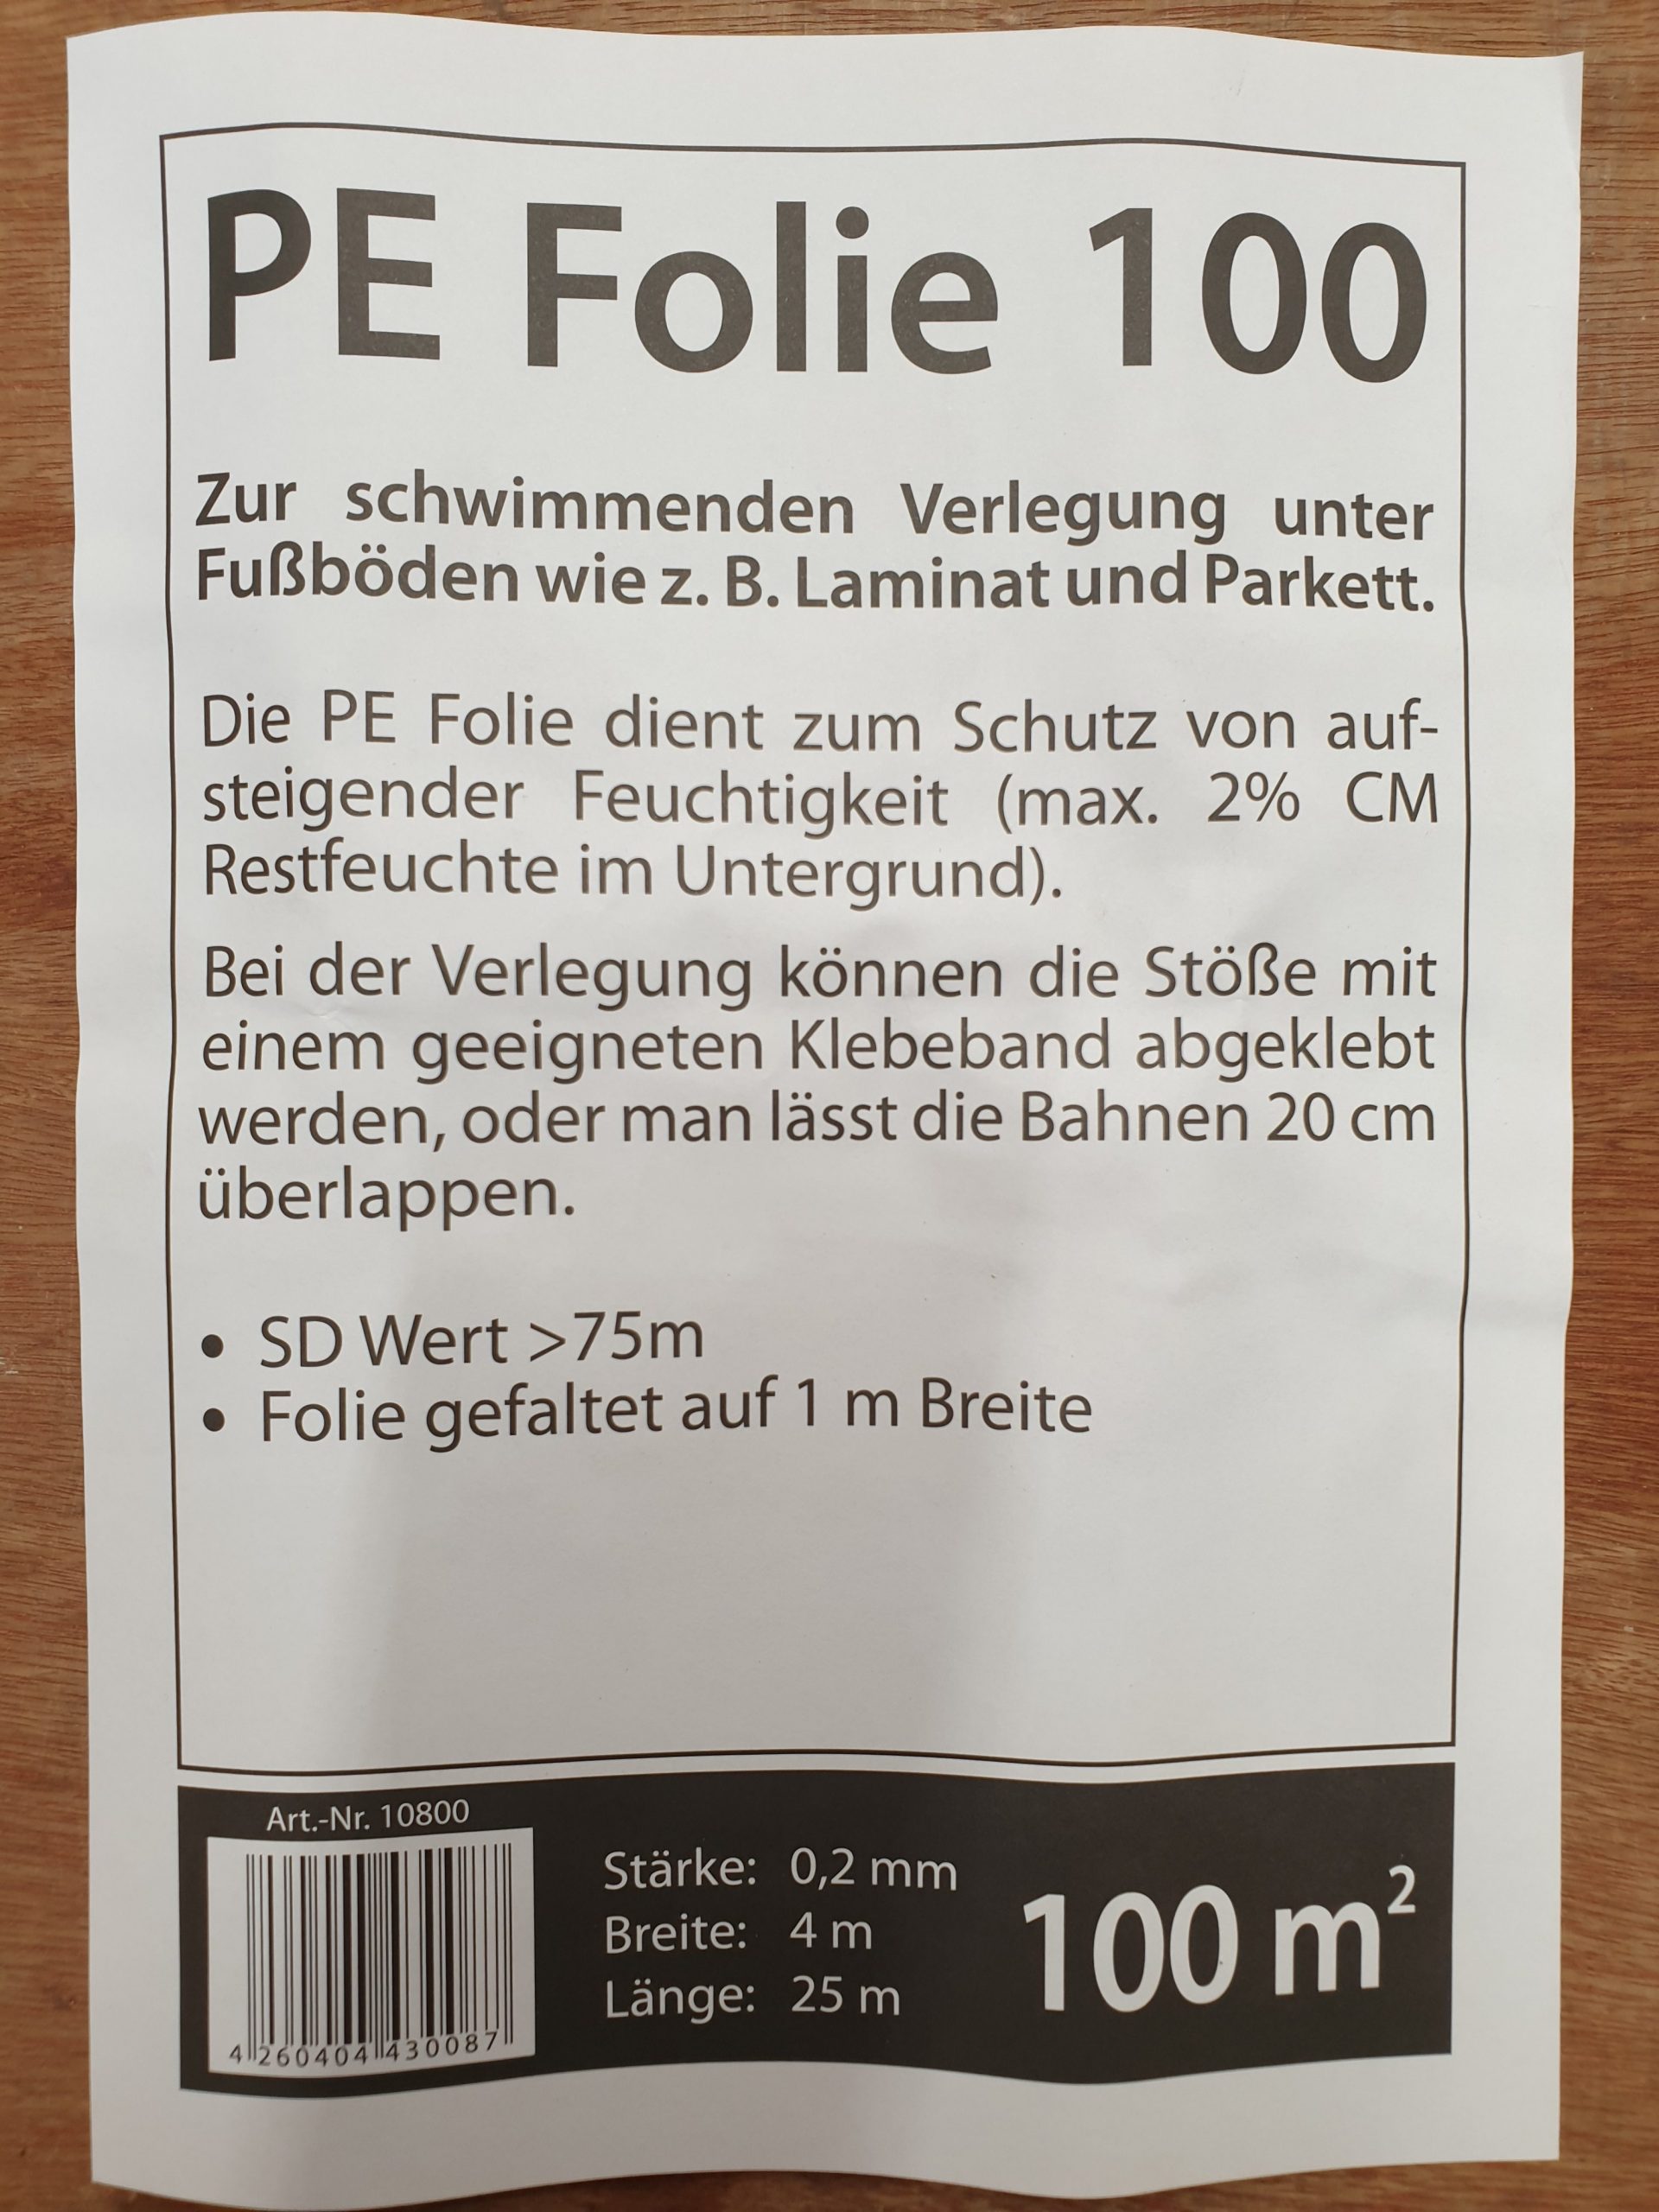 PE Folie 100
Zur schwimmenden Verlegung unter
Fußböden wie z. B. Laminat und Parkett.
Die PE Folie dient zum Schutz von auf-
steigender Feuchtigkeit (max. 2% CM
Restfeuchte im Untergrund).
Bei der Verlegung können die Stöße mit
einem geeigneten Klebeband abgeklebt
werden, oder man lässt die Bahnen 20 cm
überlappen.
• SD Wert >75m
• Folie gefaltet auf 1 m Breite
Art.-Nr. 10800
4 260404 430087
Stärke: 0,2 mm
Breite: 4 m
Länge: 25 m
100 m²